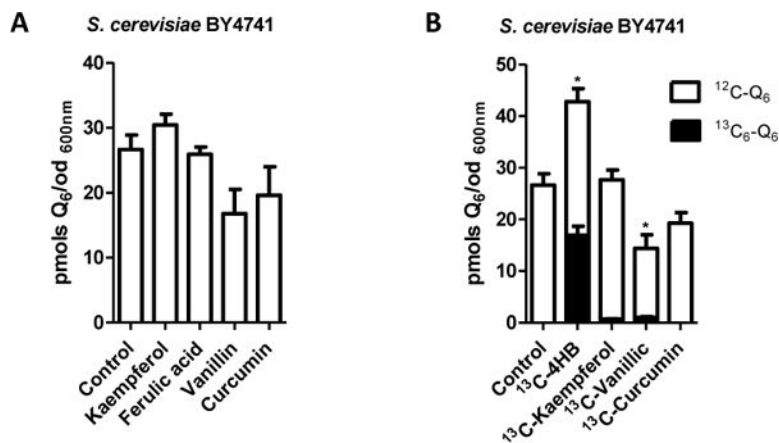 A
S. cerevisiae BY4741
pmols Q₆/od ₆₀₀ₙₘ
40
30
20
10
0
Control
Kaempferol
Ferulic acid
Vanillin
Curcumin
B
S. cerevisiae BY4741
pmols Q₆/od ₆₀₀ₙₘ
50
40
30
20
10
0
*
*
Control
¹³C-4HB
¹³C-Kaempferol
¹³C-Vanillic
¹³C-Curcumin
¹²C-Q₆
¹³C₆-Q₆